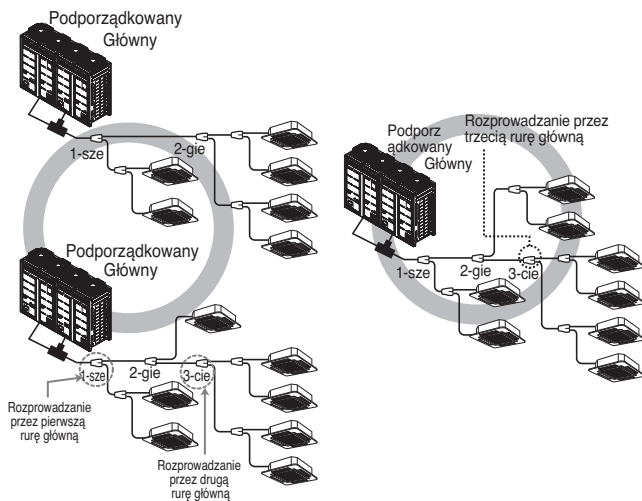 Podporządkowany
Główny
1-sze
2-gie
Podporządkowany
Główny
1-sze
2-gie
3-cie
Rozprowadzanie
przez pierwszą
rurę główną
Rozprowadzanie
przez drugą
rurę główną
Rozprowadzanie przez
trzecią rurę główną
Podporz
ądkowany
Główny
1-sze
2-gie
3-cie